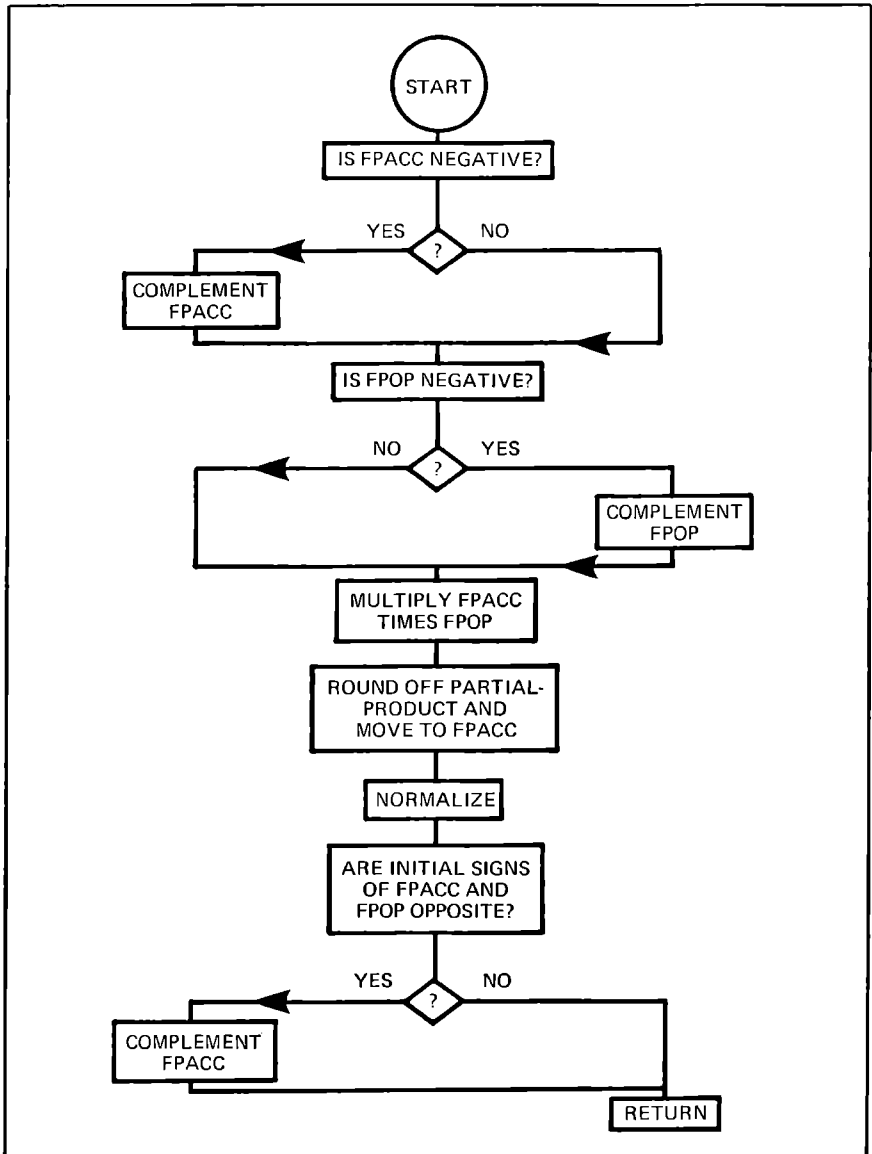 START
IS FPACC NEGATIVE?
YES NO
?
COMPLEMENT
FPACC
IS FPOP NEGATIVE?
NO YES
?
COMPLEMENT
FPOP
MULTIPLY FPACC
TIMES FPOP
ROUND OFF PARTIAL-
PRODUCT AND
MOVE TO FPACC
NORMALIZE
ARE INITIAL SIGNS
OF FPACC AND
FPOP OPPOSITE?
YES NO
?
COMPLEMENT
FPACC
RETURN